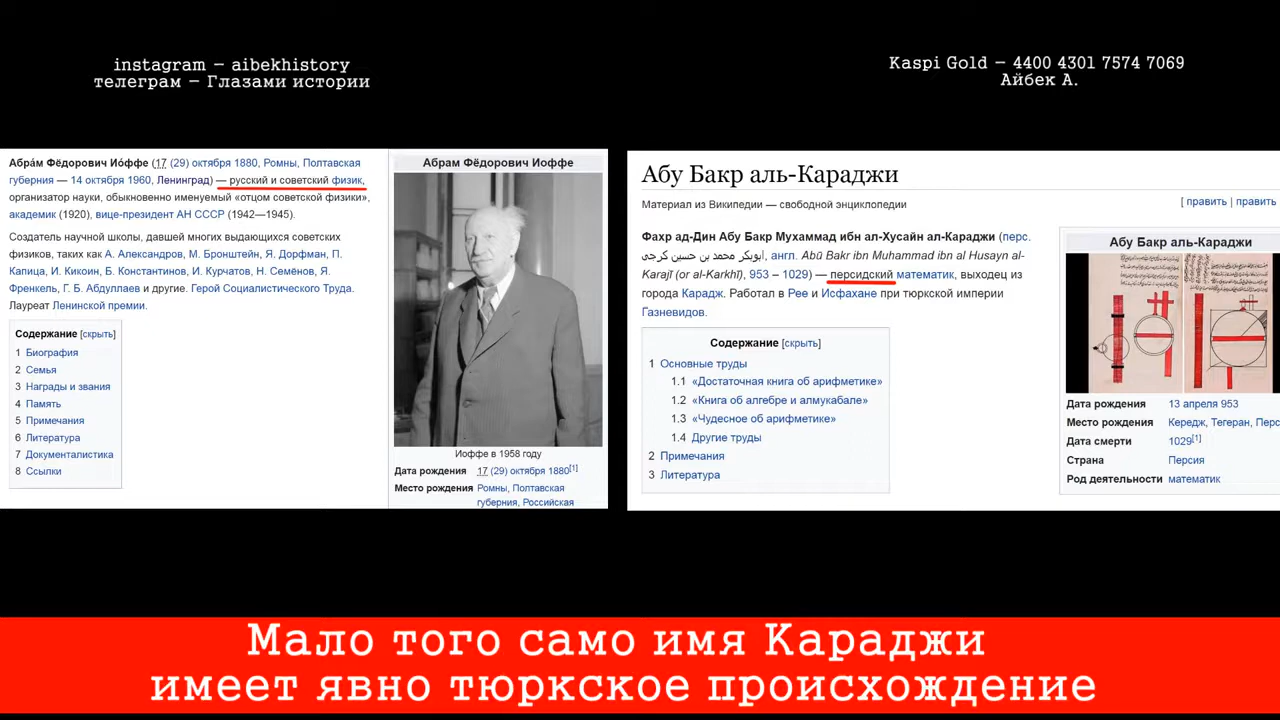 instagram – aibekhistory
телеграм – Глазами истории
Kaspi Gold – 4400 4301 7574 7069
Айбек А.
Абра́м Фёдорович Ио́ффе (17 (29) октября 1880, Ромны, Полтавская
губерния — 14 октября 1960, Ленинград) — русский и советский физик,
организатор науки, обыкновенно именуемый «отцом советской физики»,
академик (1920), вице-президент АН СССР (1942—1945).
Создатель научной школы, давшей многих выдающихся советских
физиков, таких как А. Александров, М. Бронштейн, Я. Дорфман, П.
Капица, И. Кикоин, Б. Константинов, И. Курчатов, Н. Семёнов, Я.
Френкель, Г. Б. Абдуллаев и другие. Герой Социалистического Труда.
Лауреат Ленинской премии.
Содержание [скрыть]
1 Биография
2 Семья
3 Награды и звания
4 Память
5 Примечания
6 Литература
7 Документалистика
8 Ссылки
Абрам Фёдорович Иоффе
Иоффе в 1958 году
Дата рождения 17 (29) октября 1880[1]
Место рождения Ромны, Полтавская
губерния, Российская
Абу Бакр аль-Караджи
Материал из Википедии — свободной энциклопедии
[ править | править
Фахр ад-Дин Абу Бакр Мухаммад ибн ал-Хусайн ал-Караджи (перс.
ابوبکر محمد بن حسین کرجی, англ. Abū Bakr ibn Muhammad ibn al Husayn al-
Karajī (or al-Karkhī), 953 – 1029) — персидский математик, выходец из
города Карадж. Работал в Рее и Исфахане при тюркской империи
Газневидов.
Содержание [скрыть]
1 Основные труды
1.1 «Достаточная книга об арифметике»
1.2 «Книга об алгебре и алмукабале»
1.3 «Чудесное об арифметике»
1.4 Другие труды
2 Примечания
3 Литература
Абу Бакр аль-Караджи
Дата рождения 13 апреля 953
Место рождения Кередж, Тегеран, Перс
Дата смерти 1029[1]
Страна Персия
Род деятельности математик
Мало того само имя Караджи
имеет явно тюркское происхождение